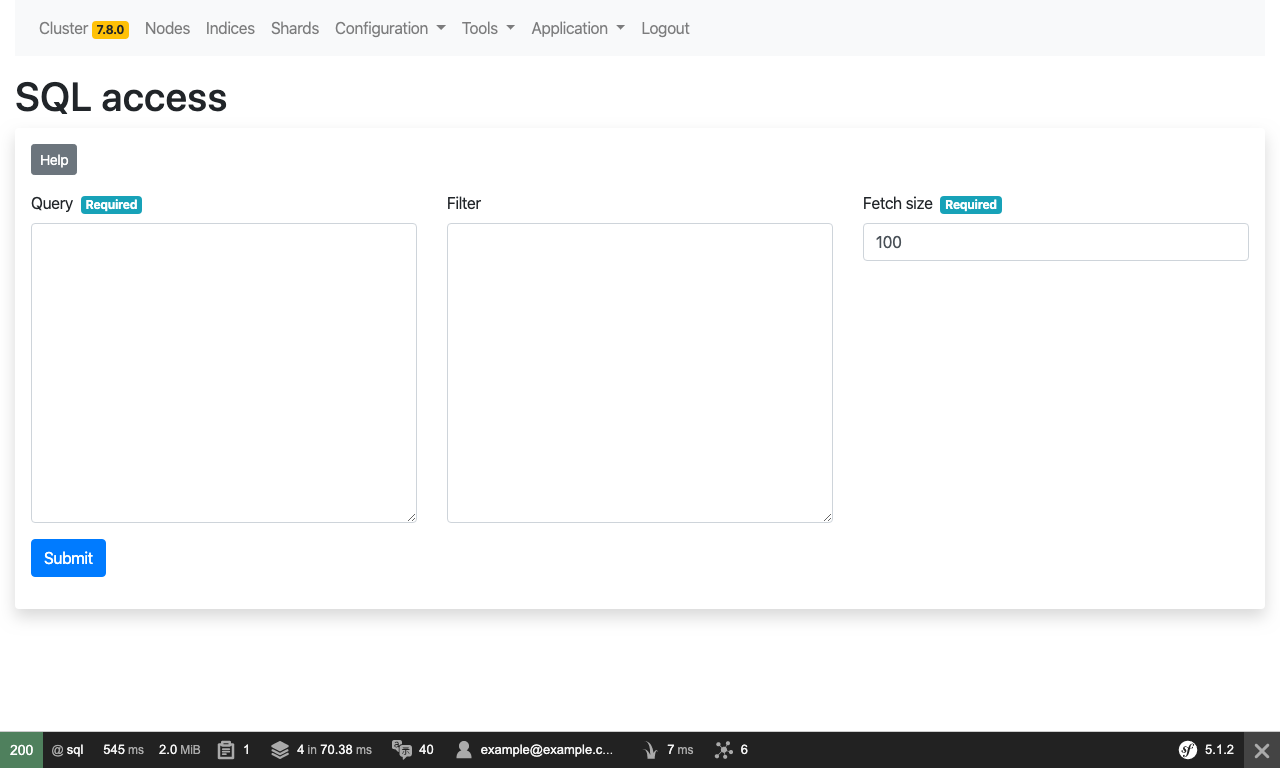 Cluster 7.8.0 Nodes Indices Shards Configuration Tools Application Logout
SQL access
Help
Query Required Filter Fetch size Required
100
Submit
200 @ sql 545 ms 2.0 MiB 1 4 in 70.38 ms 40 example@example.c... 7 ms 6 sf 5.1.2